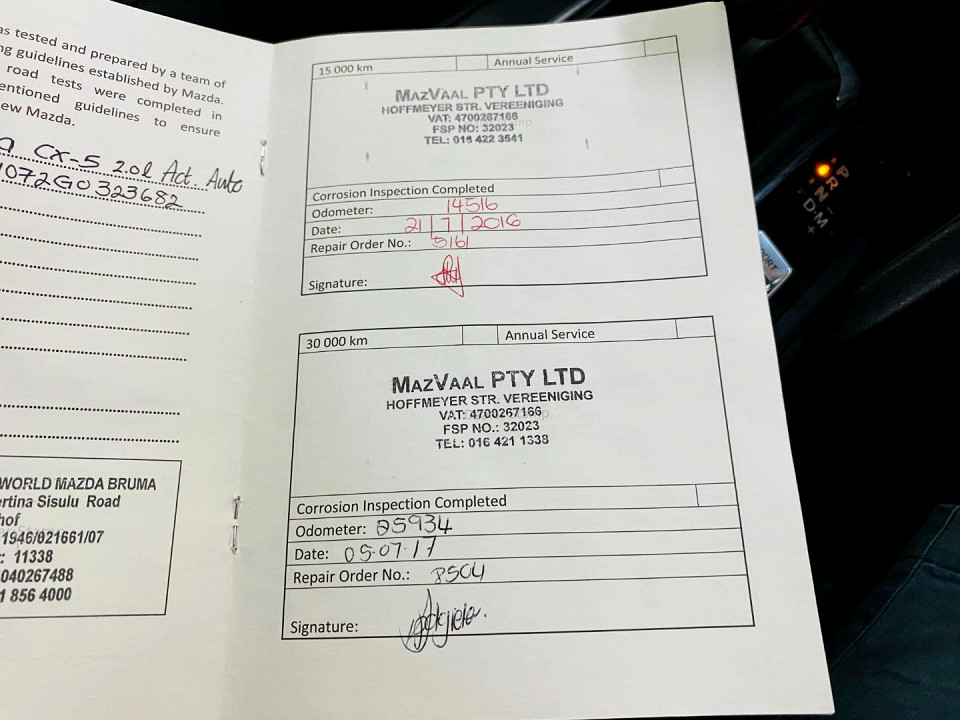 as tested and prepared by a team of
ng guidelines established by Mazda.
road tests were completed in
entioned guidelines to ensure
ew Mazda.
a CX-5 2.0l Act. Auto
1072G0323682
WORLD MAZDA BRUMA
ertina Sisulu Road
hof
1946/021661/07
: 11338
040267488
1 856 4000
15 000 km Annual Service
MAZVAAL PTY LTD
HOFFMEYER STR. VEREENIGING
VAT: 4700267166
FSP NO: 32023
TEL: 016 422 3541
Corrosion Inspection Completed
Odometer: 14516
Date: 21/7/2016
Repair Order No.: 5161
Signature:
30 000 km Annual Service
MAZVAAL PTY LTD
HOFFMEYER STR. VEREENIGING
VAT: 4700267166
FSP NO.: 32023
TEL: 016 421 1338
Corrosion Inspection Completed
Odometer: 25934
Date: 05-07-17
Repair Order No.: 8504
Signature:
P
R
N
D-M
+
PORT